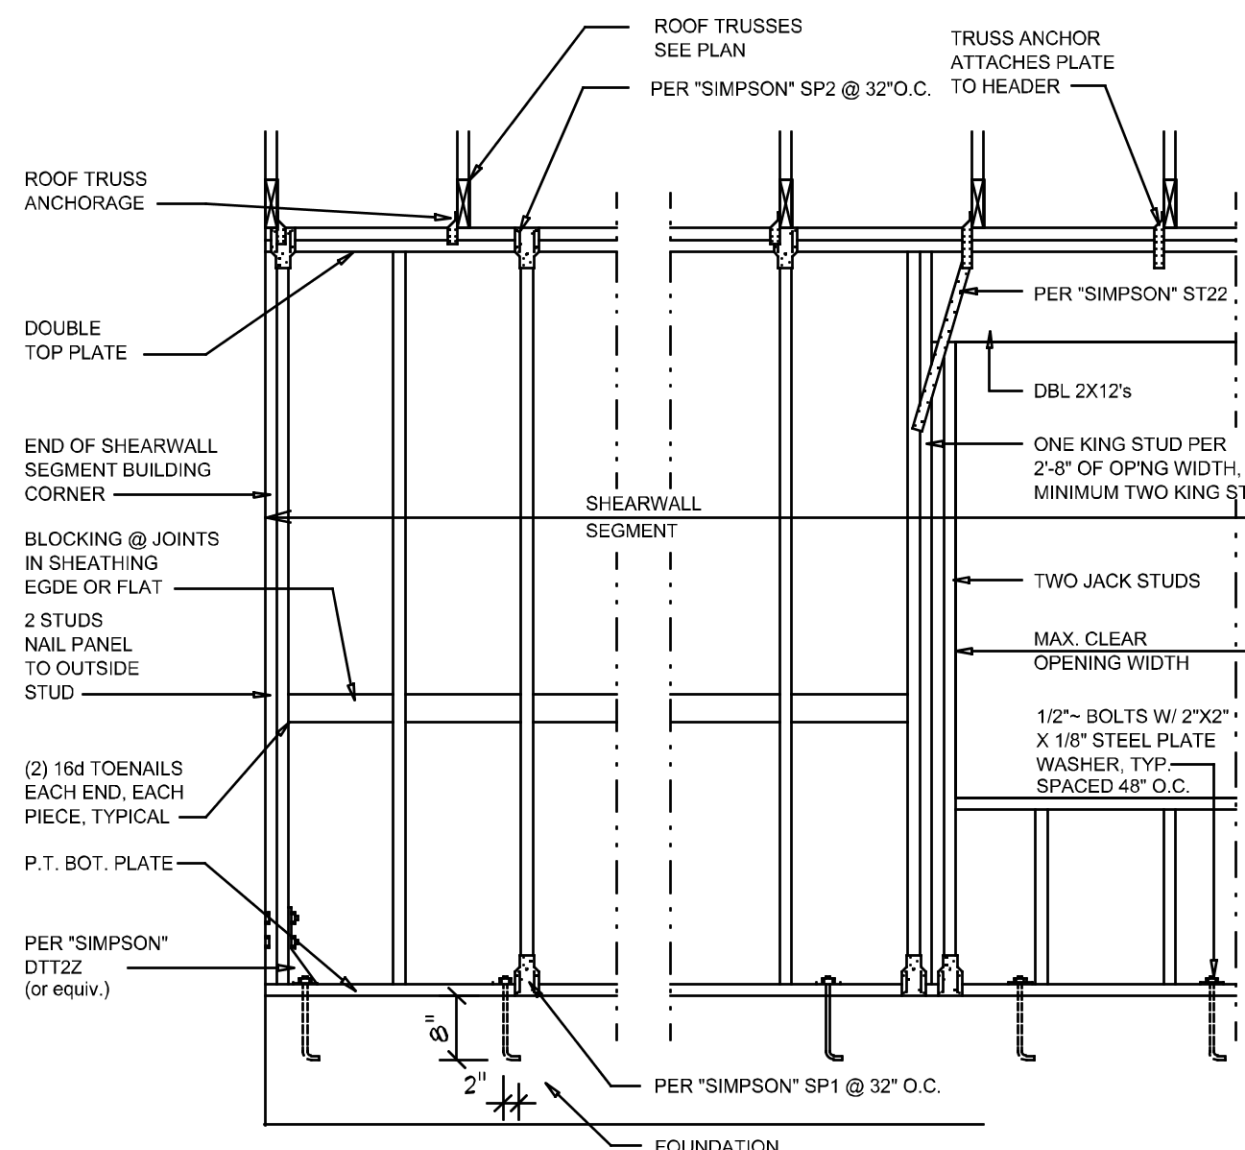 ROOF TRUSSES
SEE PLAN
TRUSS ANCHOR
ATTACHES PLATE
TO HEADER
PER "SIMPSON" SP2 @ 32"O.C.
ROOF TRUSS
ANCHORAGE
PER "SIMPSON" ST22
DOUBLE
TOP PLATE
DBL 2X12's
END OF SHEARWALL
SEGMENT BUILDING
CORNER
ONE KING STUD PER
2'-8" OF OP'NG WIDTH,
MINIMUM TWO KING ST
SHEARWALL
SEGMENT
BLOCKING @ JOINTS
IN SHEATHING
EGDE OR FLAT
TWO JACK STUDS
2 STUDS
NAIL PANEL
TO OUTSIDE
STUD
MAX. CLEAR
OPENING WIDTH
1/2"~ BOLTS W/ 2"X2"
X 1/8" STEEL PLATE
WASHER, TYP.
SPACED 48" O.C.
(2) 16d TOENAILS
EACH END, EACH
PIECE, TYPICAL
P.T. BOT. PLATE
PER "SIMPSON"
DTT2Z
(or equiv.)
8"
2"
PER "SIMPSON" SP1 @ 32" O.C.
FOUNDATION